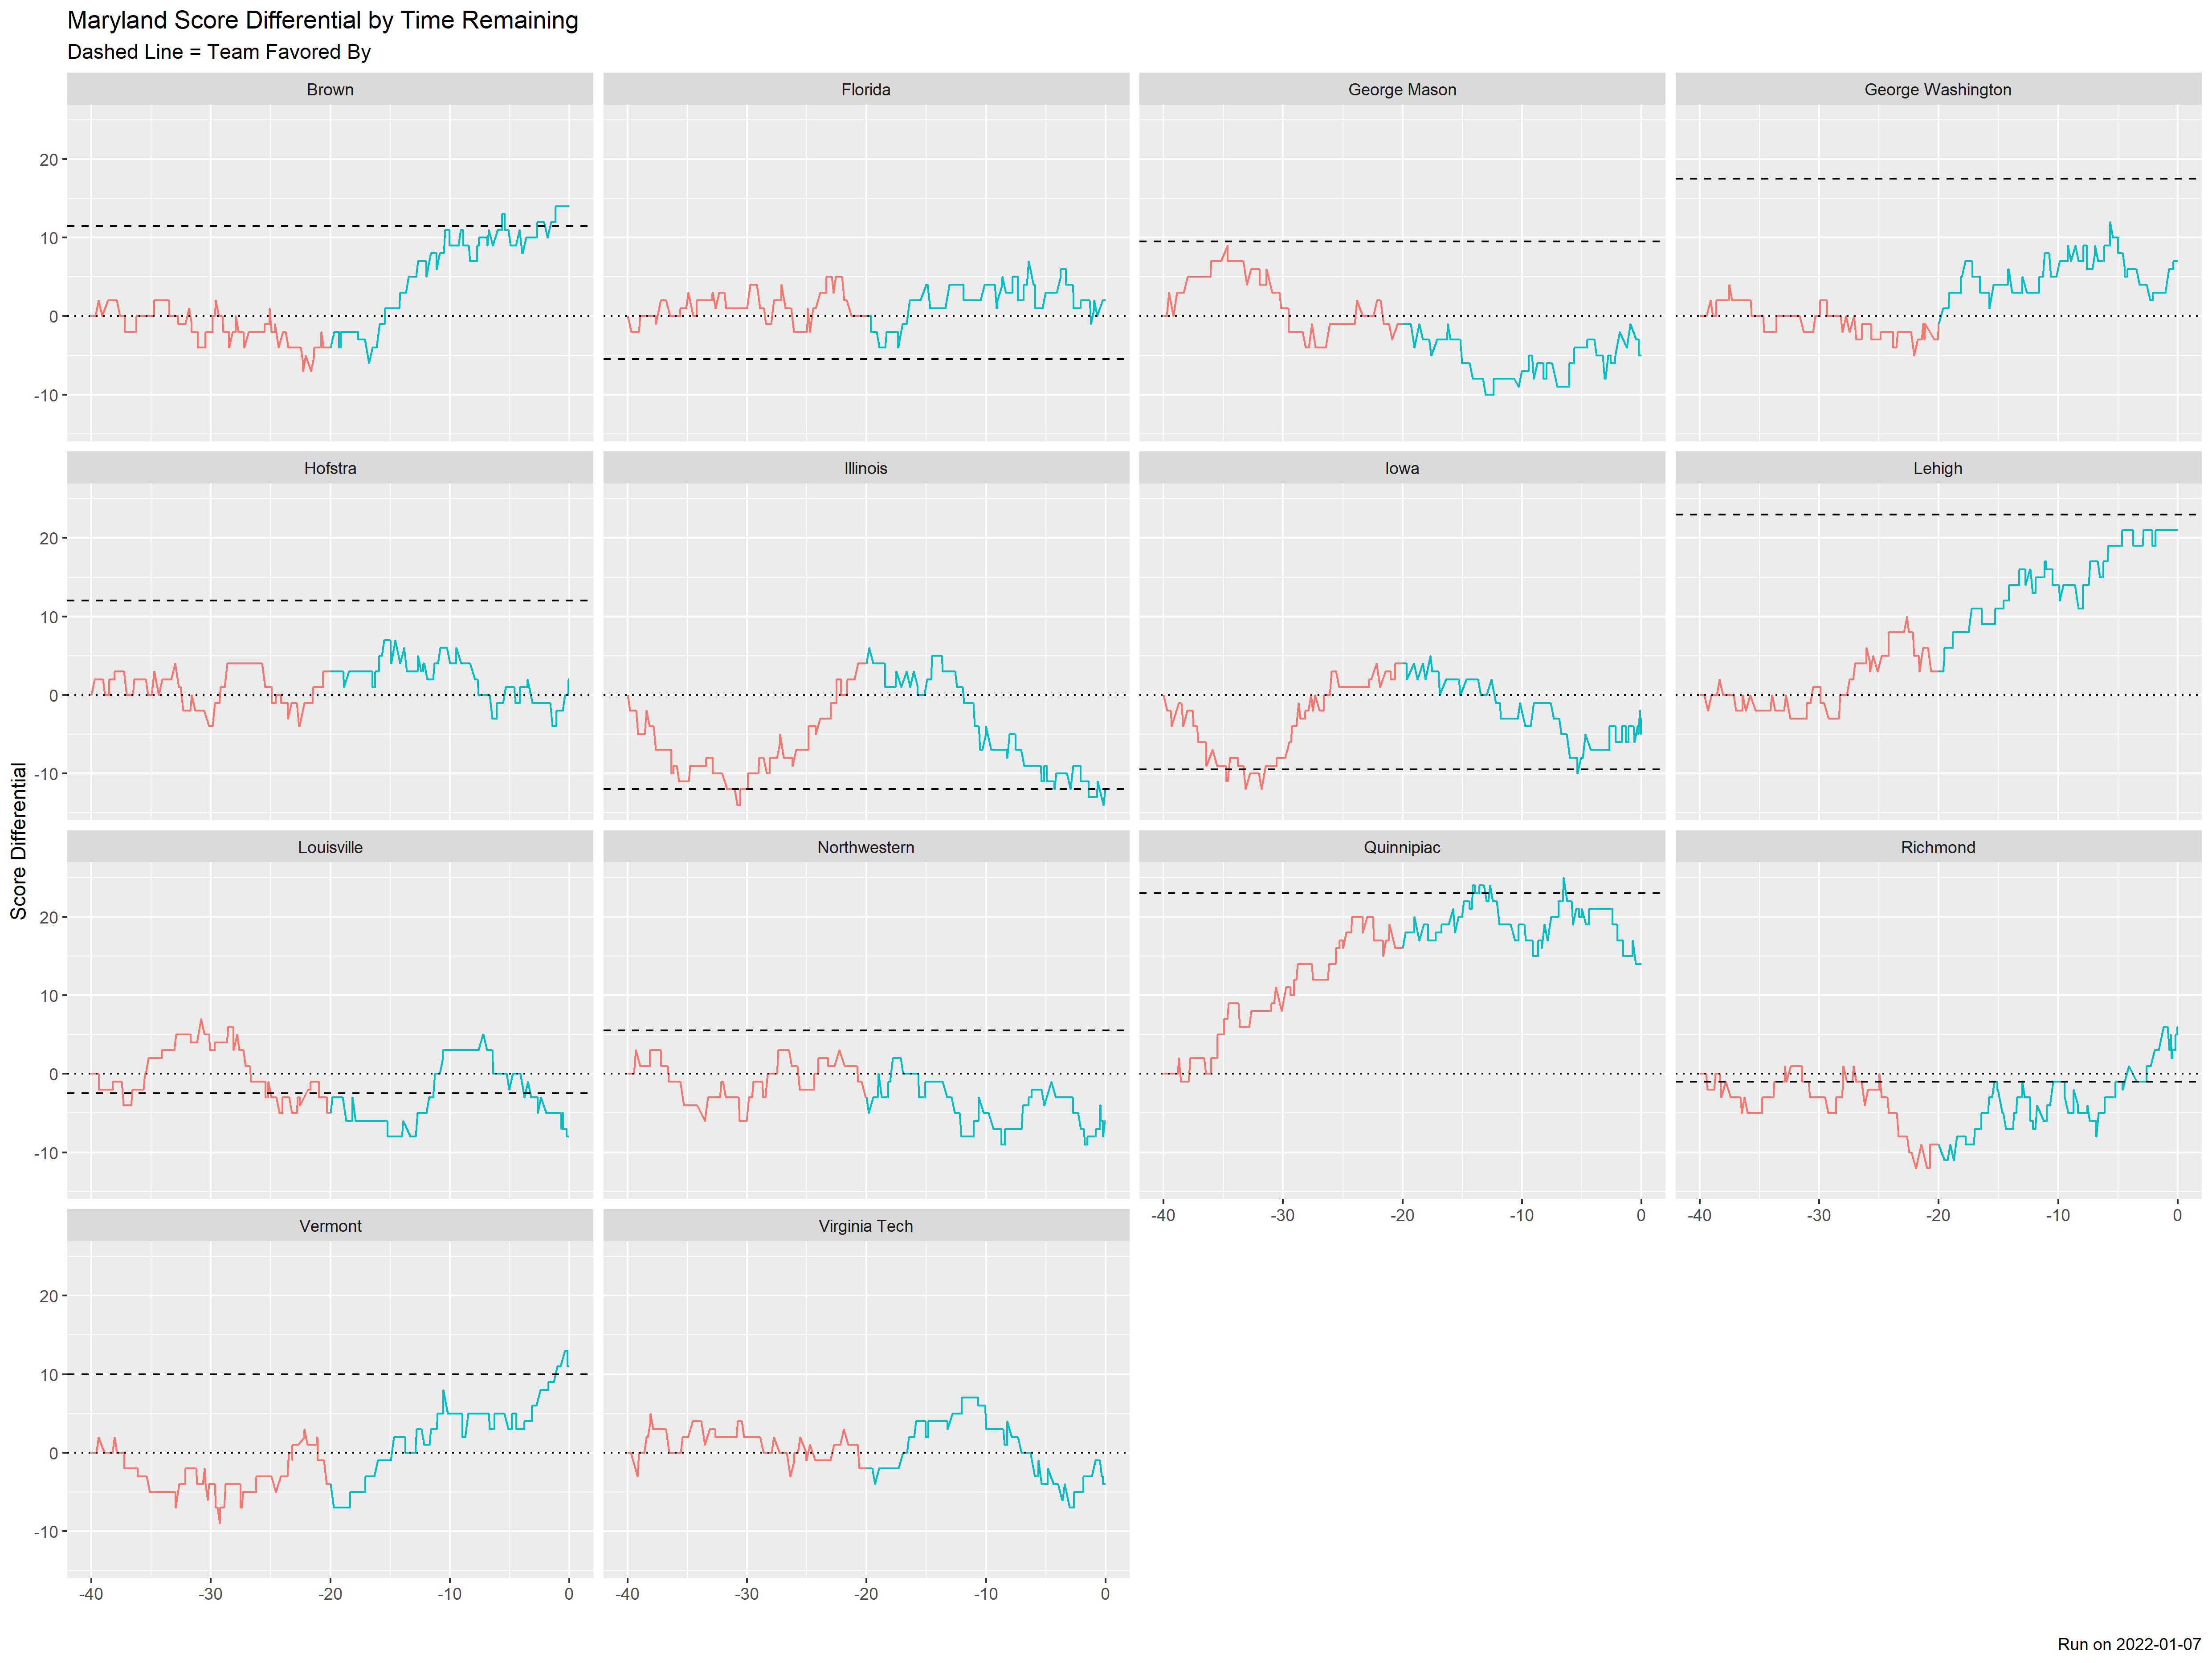 Maryland Score Differential by Time Remaining
Dashed Line = Team Favored By
Brown
Florida
George Mason
George Washington
20
10
0
-10
Hofstra
Illinois
Iowa
Lehigh
20
10
0
-10
Score Differential
Louisville
Northwestern
Quinnipiac
Richmond
20
10
0
-10
-40 -30 -20 -10 0
-40 -30 -20 -10 0
Vermont
Virginia Tech
20
10
0
-10
-40 -30 -20 -10 0
-40 -30 -20 -10 0
Run on 2022-01-07